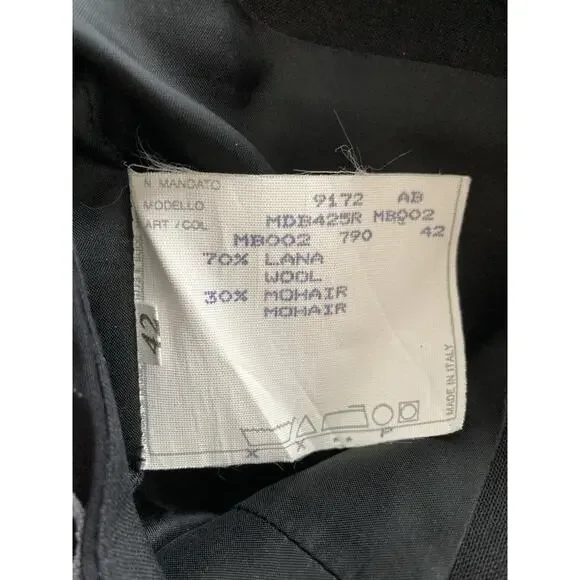 N MANDATO 9172 AB
MODELLO MDB425R MB002
ART /COL MB002 790 42
70% LANA
WOOL
30% MOHAIR
MOHAIR
42
MADE IN ITALY
P